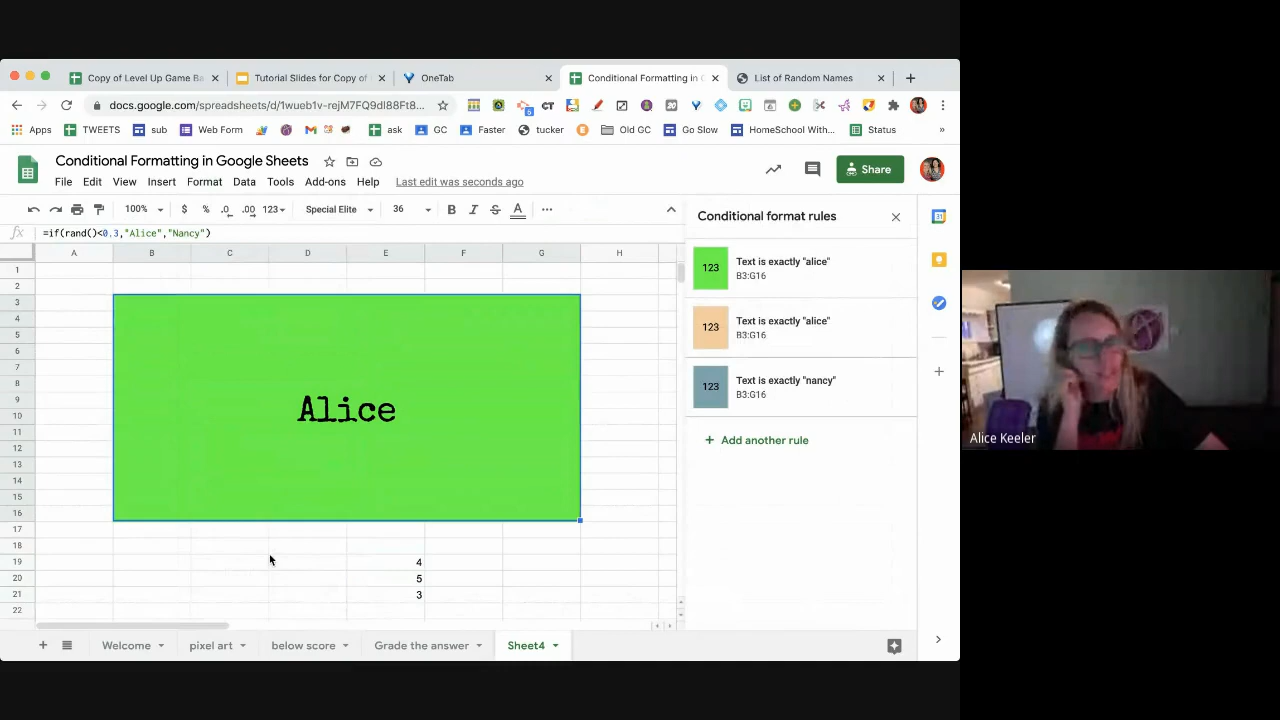 Copy of Level Up Game Ba
Tutorial Slides for Copy of
OneTab
Conditional Formatting in G
List of Random Names
docs.google.com/spreadsheets/d/1wueb1v-rejM7FQ9dI88Ft8...
Apps
TWEETS
sub
Web Form
ask
GC
Faster
tucker
Old GC
Go Slow
HomeSchool With...
Status
»
Conditional Formatting in Google Sheets
File Edit View Insert Format Data Tools Add-ons Help Last edit was seconds ago
Share
100% $ % .0 .00 123 Special Elite 36 B I S A
fx =if(rand()<0.3,"Alice","Nancy")
Conditional format rules
A B C D E F G H
1
2
3
4
5
6
7
8
9
10
11
12
13
14
15
16
17
18
19
20
21
22
Alice
4
5
3
123 Text is exactly "alice"
B3:G16
123 Text is exactly "alice"
B3:G16
123 Text is exactly "nancy"
B3:G16
+ Add another rule
Alice Keeler
Welcome
pixel art
below score
Grade the answer
Sheet4